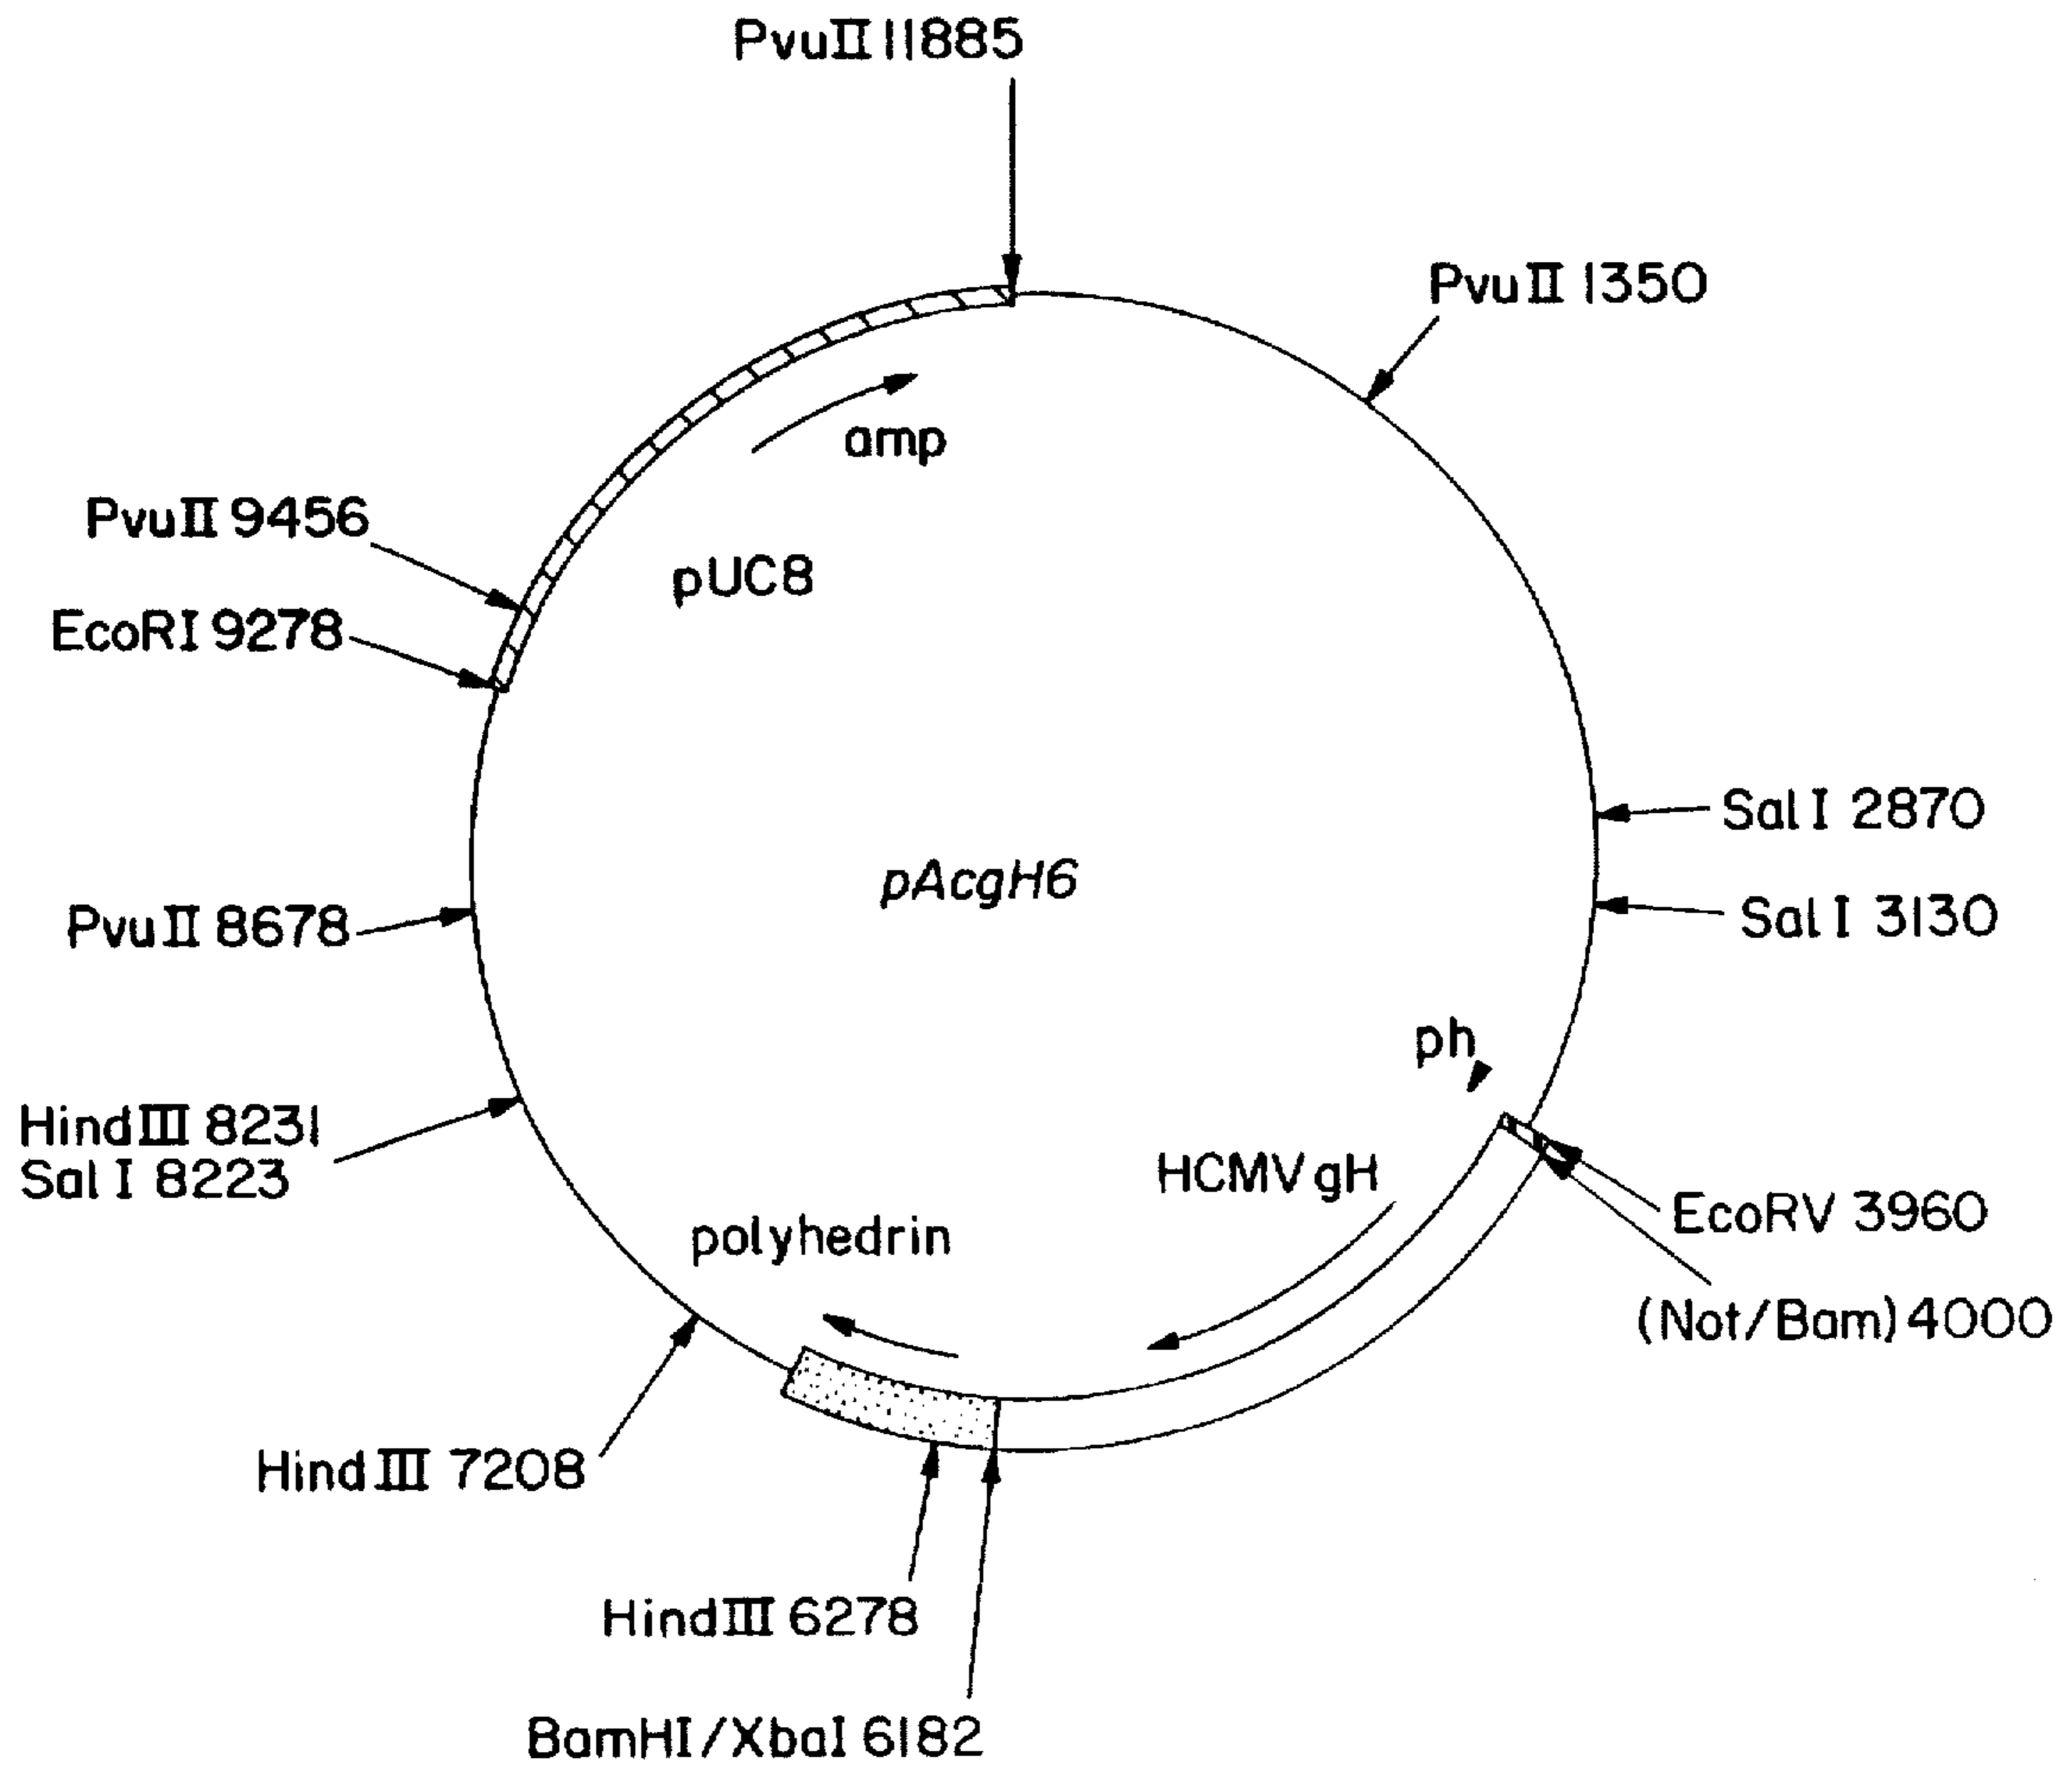 PvuII 11885
PvuII 1350
amp
PvuII 9456
pUC8
EcoRI 9278
SalI 2870
pAcgH6
PvuII 8678
SalI 3130
ph
HindIII 8231
SalI 8223
HCMV gH
EcoRV 3960
polyhedrin
(Not/Bam) 4000
HindIII 7208
HindIII 6278
BamHI/XbaI 6182